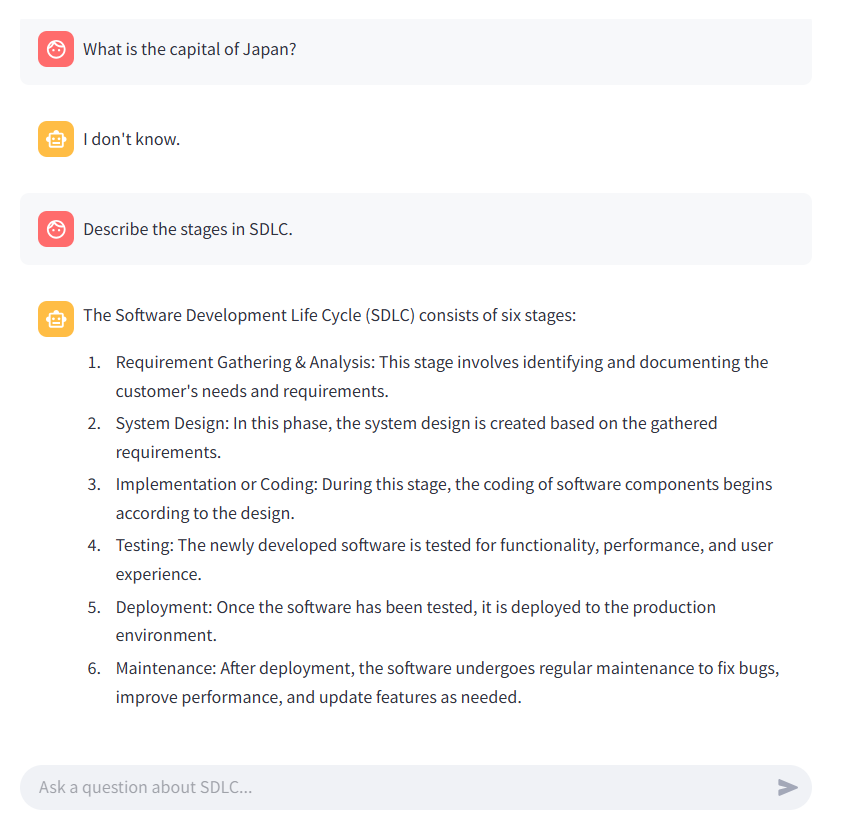 What is the capital of Japan?
I don't know.
Describe the stages in SDLC.
The Software Development Life Cycle (SDLC) consists of six stages:
1. Requirement Gathering & Analysis: This stage involves identifying and documenting the
customer's needs and requirements.
2. System Design: In this phase, the system design is created based on the gathered
requirements.
3. Implementation or Coding: During this stage, the coding of software components begins
according to the design.
4. Testing: The newly developed software is tested for functionality, performance, and user
experience.
5. Deployment: Once the software has been tested, it is deployed to the production
environment.
6. Maintenance: After deployment, the software undergoes regular maintenance to fix bugs,
improve performance, and update features as needed.
Ask a question about SDLC...